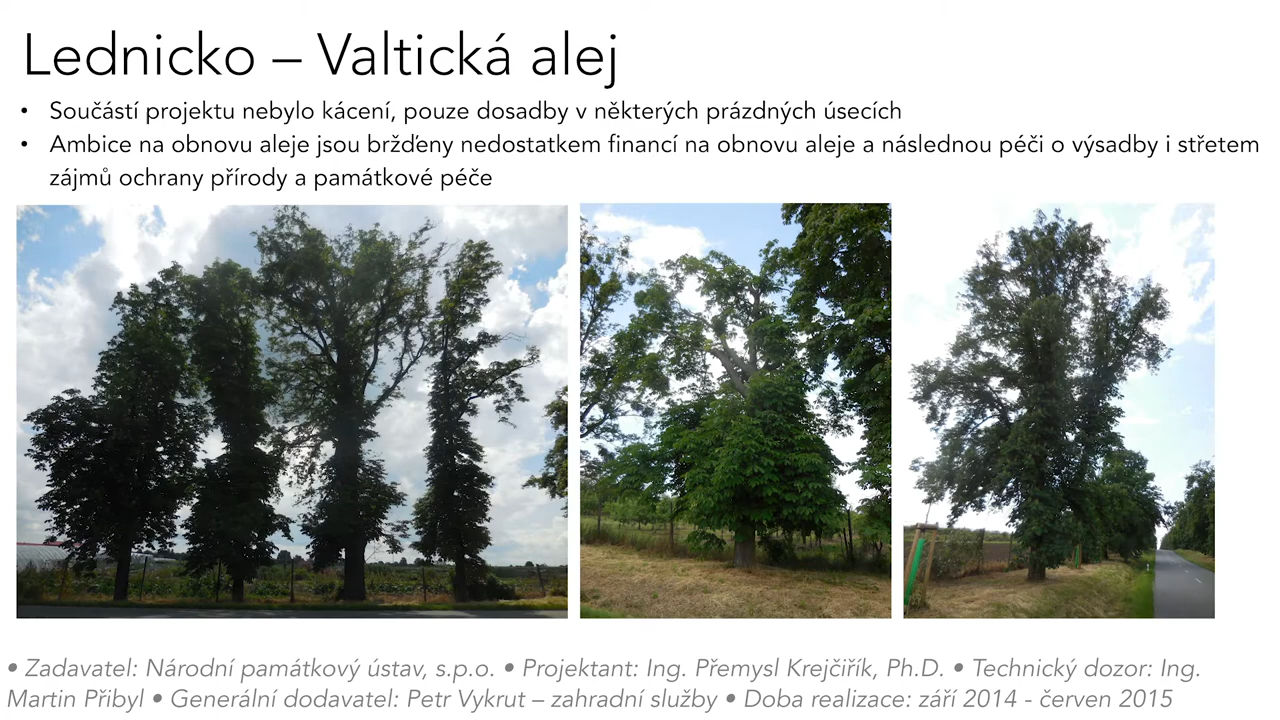 Lednicko – Valtická alej
• Součástí projektu nebylo kácení, pouze dosadby v některých prázdných úsecích
• Ambice na obnovu aleje jsou bržďeny nedostatkem financí na obnovu aleje a následnou péči o výsadby i střetem
zájmů ochrany přírody a památkové péče
• Zadavatel: Národní památkový ústav, s.p.o. • Projektant: Ing. Přemysl Krejčiřík, Ph.D. • Technický dozor: Ing.
Martin Přibyl • Generální dodavatel: Petr Vykrut – zahradní služby • Doba realizace: září 2014 - červen 2015